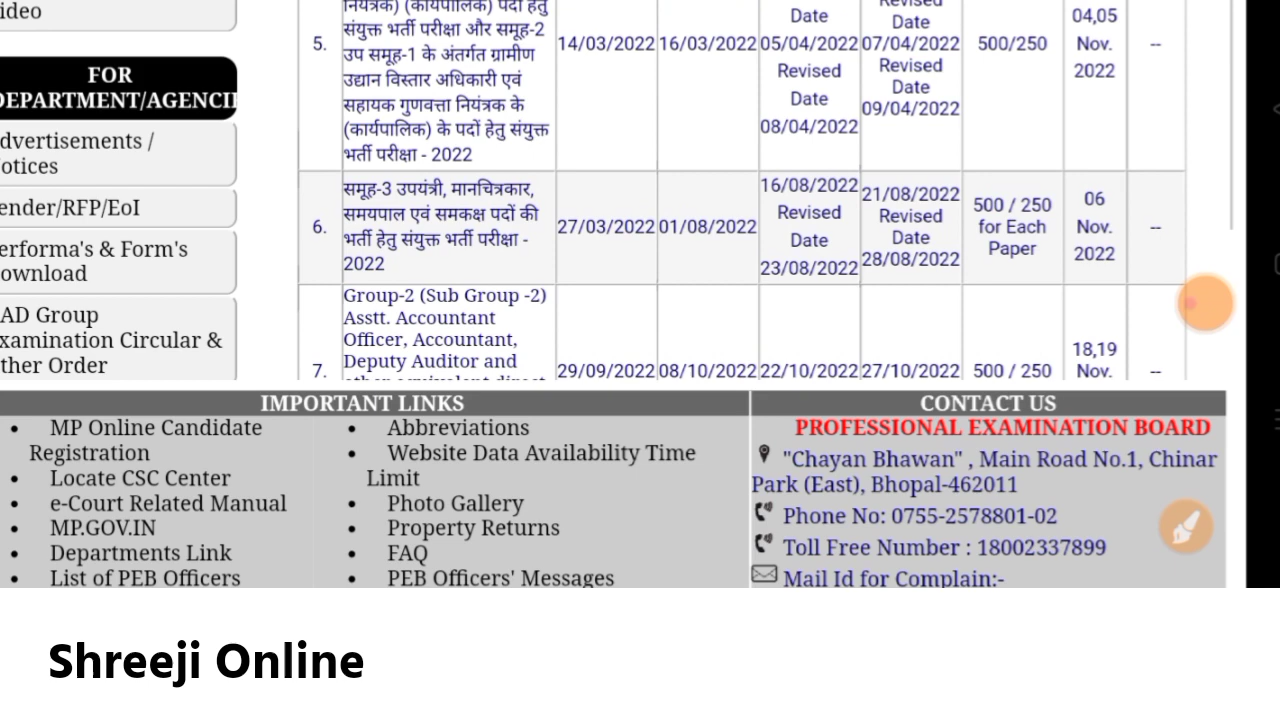 ideo
FOR
DEPARTMENT/AGENCI
dvertisements /
otices
ender/RFP/EoI
erforma's & Form's
ownload
AD Group
xamination Circular &
ther Order
5.
नियंत्रक) (कार्यपालिक) पदों हेतु
संयुक्त भर्ती परीक्षा और समूह-2
उप समूह-1 के अंतर्गत ग्रामीण
उद्यान विस्तार अधिकारी एवं
सहायक गुणवत्ता नियंत्रक के
(कार्यपालिक) के पदों हेतु संयुक्त
भर्ती परीक्षा - 2022
14/03/2022
16/03/2022
Date
05/04/2022
Revised
Date
08/04/2022
Revised
Date
07/04/2022
Revised
Date
09/04/2022
500/250
04,05
Nov.
2022
--
6.
समूह-3 उपयंत्री, मानचित्रकार,
समयपाल एवं समकक्ष पदों की
भर्ती हेतु संयुक्त भर्ती परीक्षा -
2022
27/03/2022
01/08/2022
16/08/2022
Revised
Date
23/08/2022
21/08/2022
Revised
Date
28/08/2022
500 / 250
for Each
Paper
06
Nov.
2022
--
7.
Group-2 (Sub Group -2)
Asstt. Accountant
Officer, Accountant,
Deputy Auditor and
other equivalent direct
29/09/2022
08/10/2022
22/10/2022
27/10/2022
500 / 250
18,19
Nov.
--
IMPORTANT LINKS
• MP Online Candidate
Registration
• Locate CSC Center
• e-Court Related Manual
• MP.GOV.IN
• Departments Link
• List of PEB Officers
• Abbreviations
• Website Data Availability Time
Limit
• Photo Gallery
• Property Returns
• FAQ
• PEB Officers' Messages
CONTACT US
PROFESSIONAL EXAMINATION BOARD
"Chayan Bhawan" , Main Road No.1, Chinar
Park (East), Bhopal-462011
Phone No: 0755-2578801-02
Toll Free Number : 18002337899
Mail Id for Complain:-
Shreeji Online